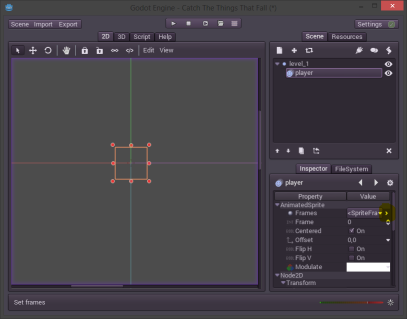 Godot Engine - Catch The Things That Fall (*)
Scene Import Export
Settings
2D 3D Script Help
Edit View
Scene Resources
level_1
player
Inspector FileSystem
player
Property Value
AnimatedSprite
Frames <SpriteFra
Frame 0
Centered On
Offset 0,0
Flip H On
Flip V On
Modulate
Node2D
Transform
Set frames